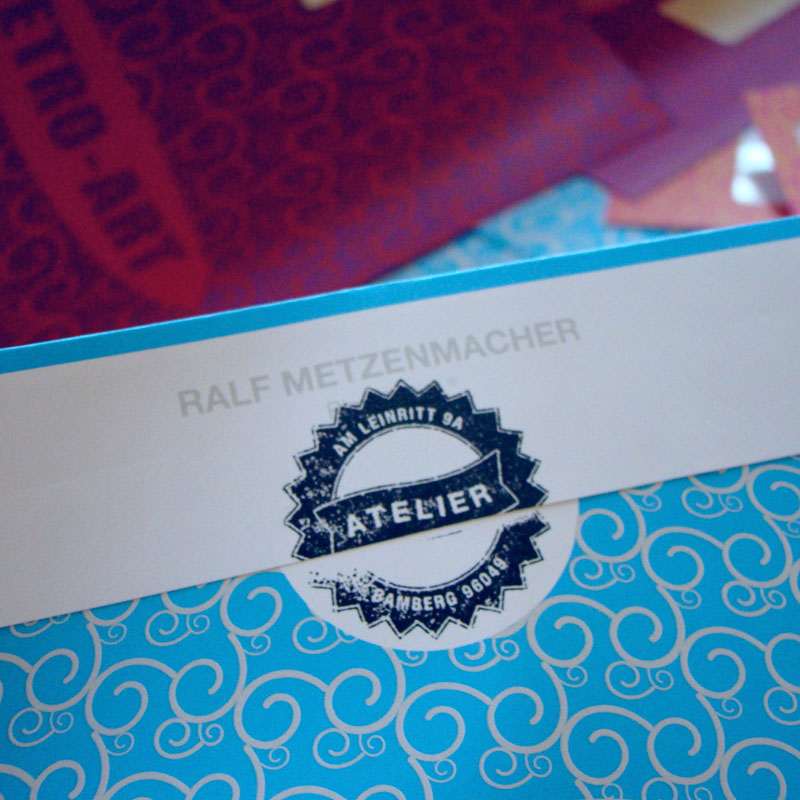 ETRO-ART
RALF METZENMACHER
AM LEINRITT 9A
ATELIER
BAMBERG 96049